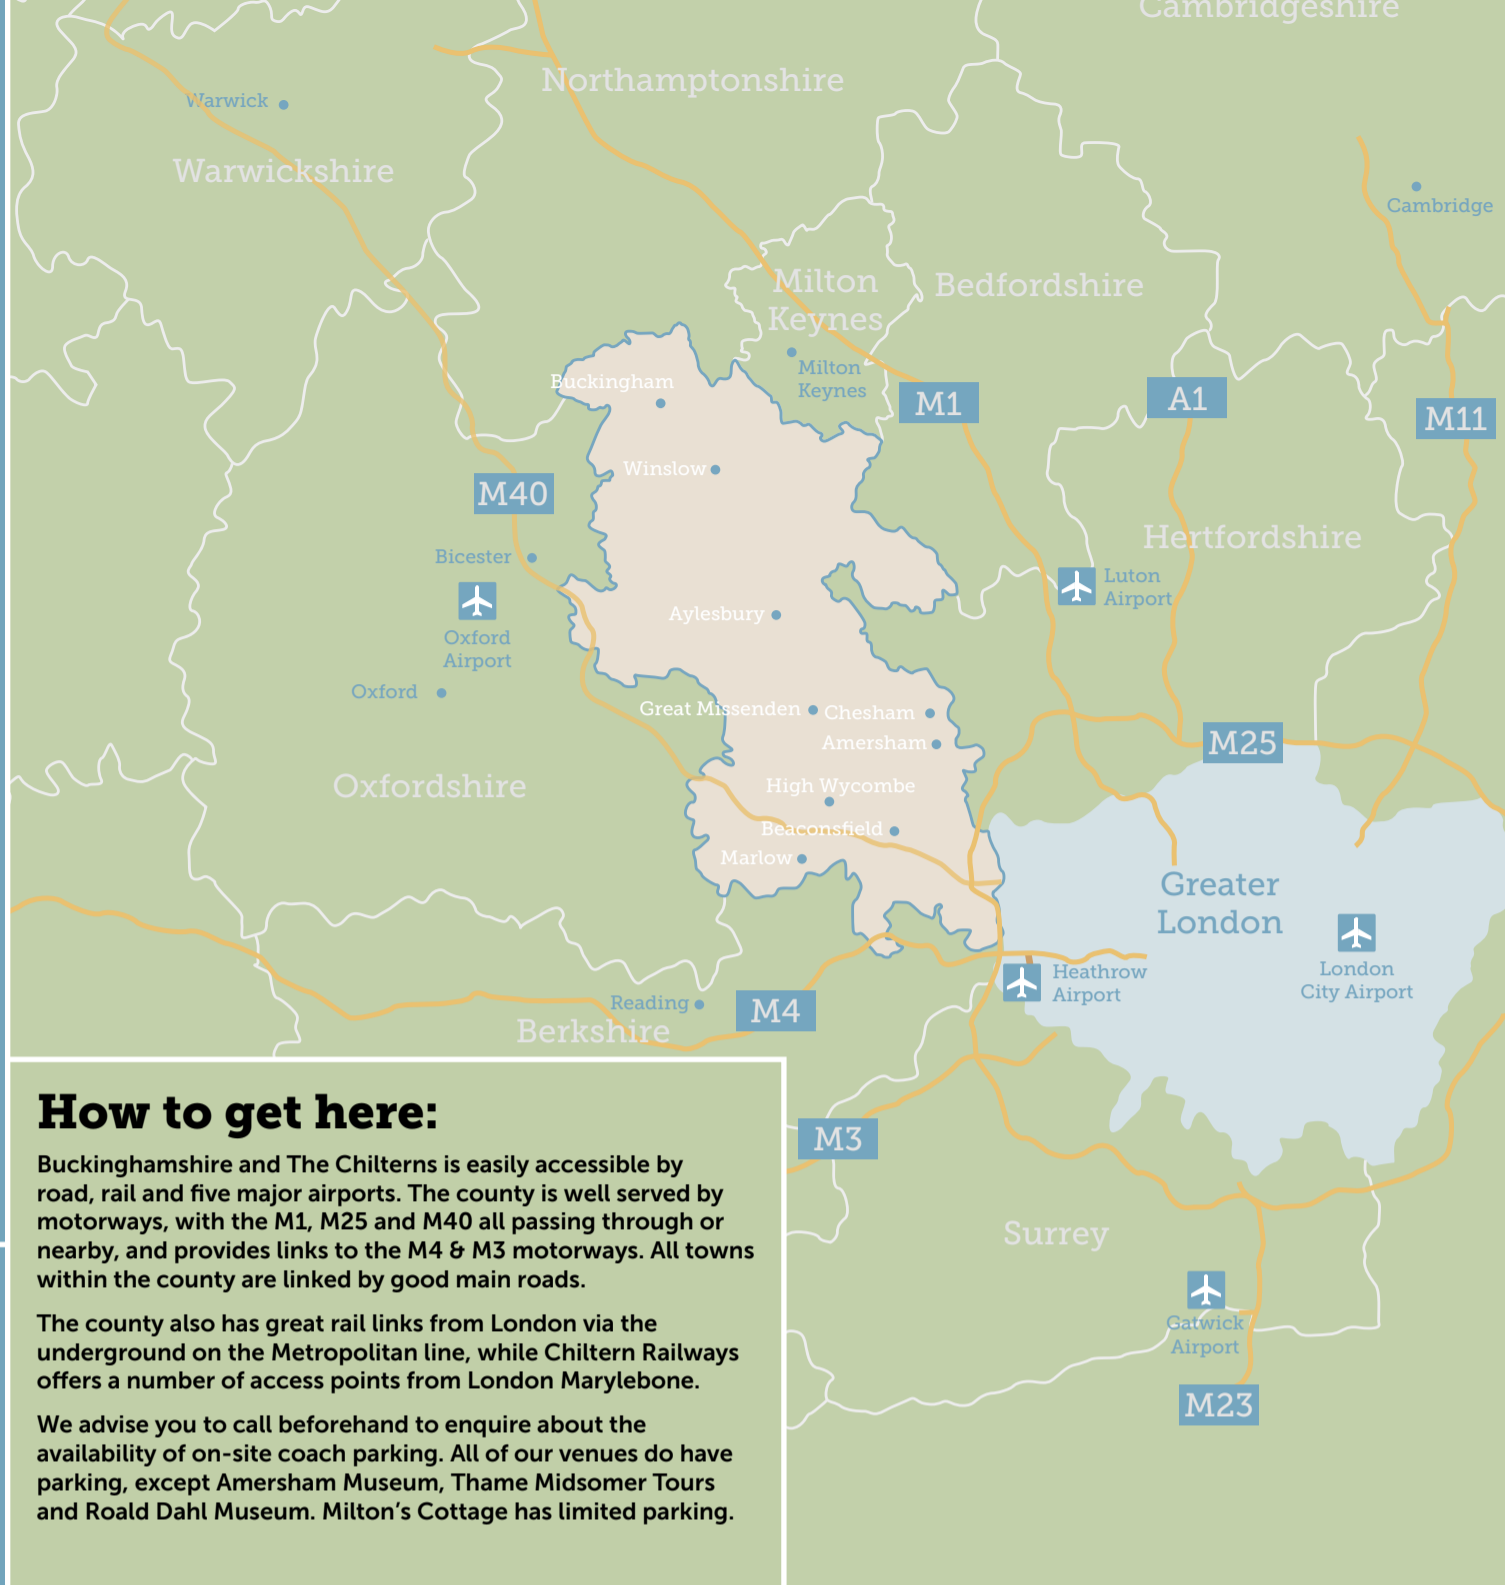 Cambridgeshire
Northamptonshire
Warwick
Warwickshire
Cambridge
Milton
Keynes
Bedfordshire
Milton
Keynes
Buckingham
M1
A1
M11
Winslow
M40
Hertfordshire
Bicester
Luton
Airport
Oxford
Airport
Aylesbury
Oxford
Great Missenden
Chesham
Amersham
M25
Oxfordshire
High Wycombe
Beaconsfield
Marlow
Greater
London
Heathrow
Airport
London
City Airport
Reading
M4
Berkshire
How to get here:
Buckinghamshire and The Chilterns is easily accessible by
road, rail and five major airports. The county is well served by
motorways, with the M1, M25 and M40 all passing through or
nearby, and provides links to the M4 & M3 motorways. All towns
within the county are linked by good main roads.
The county also has great rail links from London via the
underground on the Metropolitan line, while Chiltern Railways
offers a number of access points from London Marylebone.
We advise you to call beforehand to enquire about the
availability of on-site coach parking. All of our venues do have
parking, except Amersham Museum, Thame Midsomer Tours
and Roald Dahl Museum. Milton's Cottage has limited parking.
M3
Surrey
Gatwick
Airport
M23